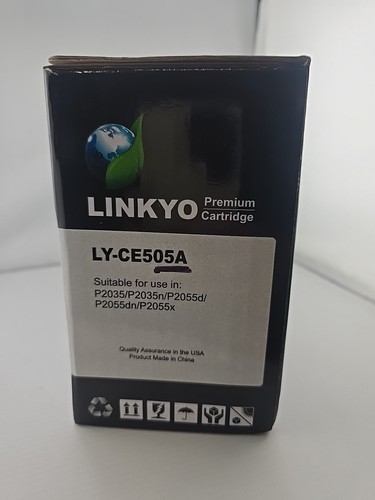 LINKYO
Premium
Cartridge
LY-CE505A
Suitable for use in:
P2035/P2035n/P2055d/
P2055dn/P2055x
Quality Assurance in the USA
Product Made in China